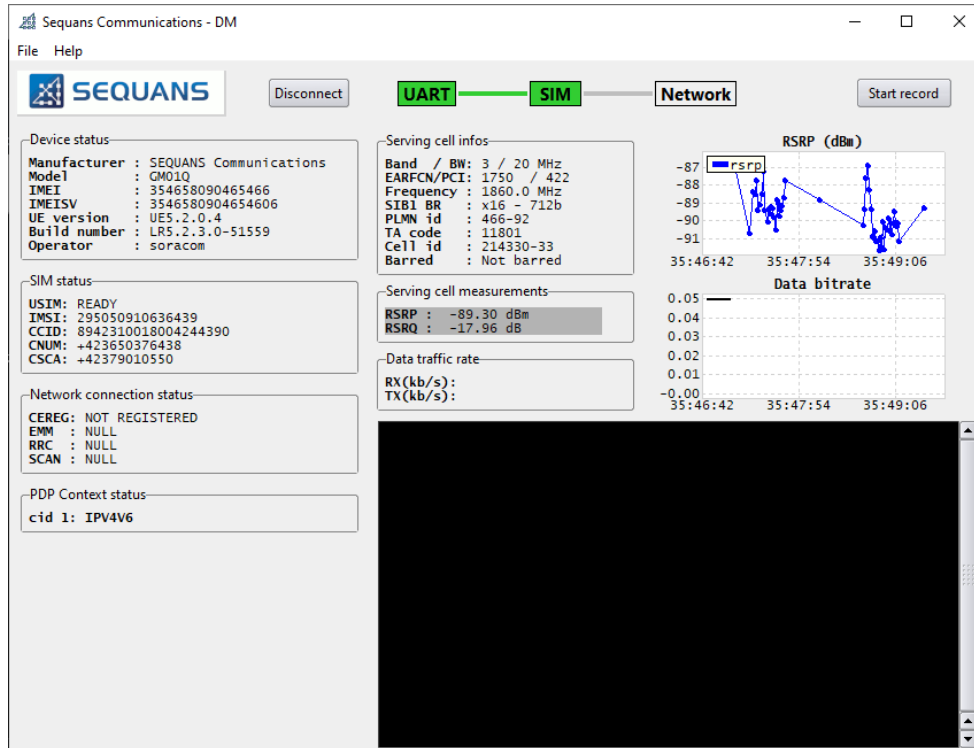 Sequans Communications - DM
File Help
SEQUANS
Disconnect
UART
SIM
Network
Start record
Device status
Manufacturer : SEQUANS Communications
Model : GM01Q
IMEI : 354658090465466
IMEISV : 3546580904654606
UE version : UE5.2.0.4
Build number : LR5.2.3.0-51559
Operator : soracom
SIM status
USIM: READY
IMSI: 295050910636439
CCID: 8942310018004244390
CNUM: +423650376438
CSCA: +42379010550
Network connection status
CEREG: NOT REGISTERED
EMM : NULL
RRC : NULL
SCAN : NULL
PDP Context status
cid 1: IPV4V6
Serving cell infos
Band / BW: 3 / 20 MHz
EARFCN/PCI: 1750 / 422
Frequency : 1860.0 MHz
SIB1 BR : x16 - 712b
PLMN id : 466-92
TA code : 11801
Cell id : 214330-33
Barred : Not barred
Serving cell measurements
RSRP : -89.30 dBm
RSRQ : -17.96 dB
Data traffic rate
RX(kb/s):
TX(kb/s):
RSRP (dBm)
rsrp
-87
-88
-89
-90
-91
35:46:42 35:47:54 35:49:06
Data bitrate
0.05
0.04
0.03
0.02
0.01
-0.00
35:46:42 35:47:54 35:49:06